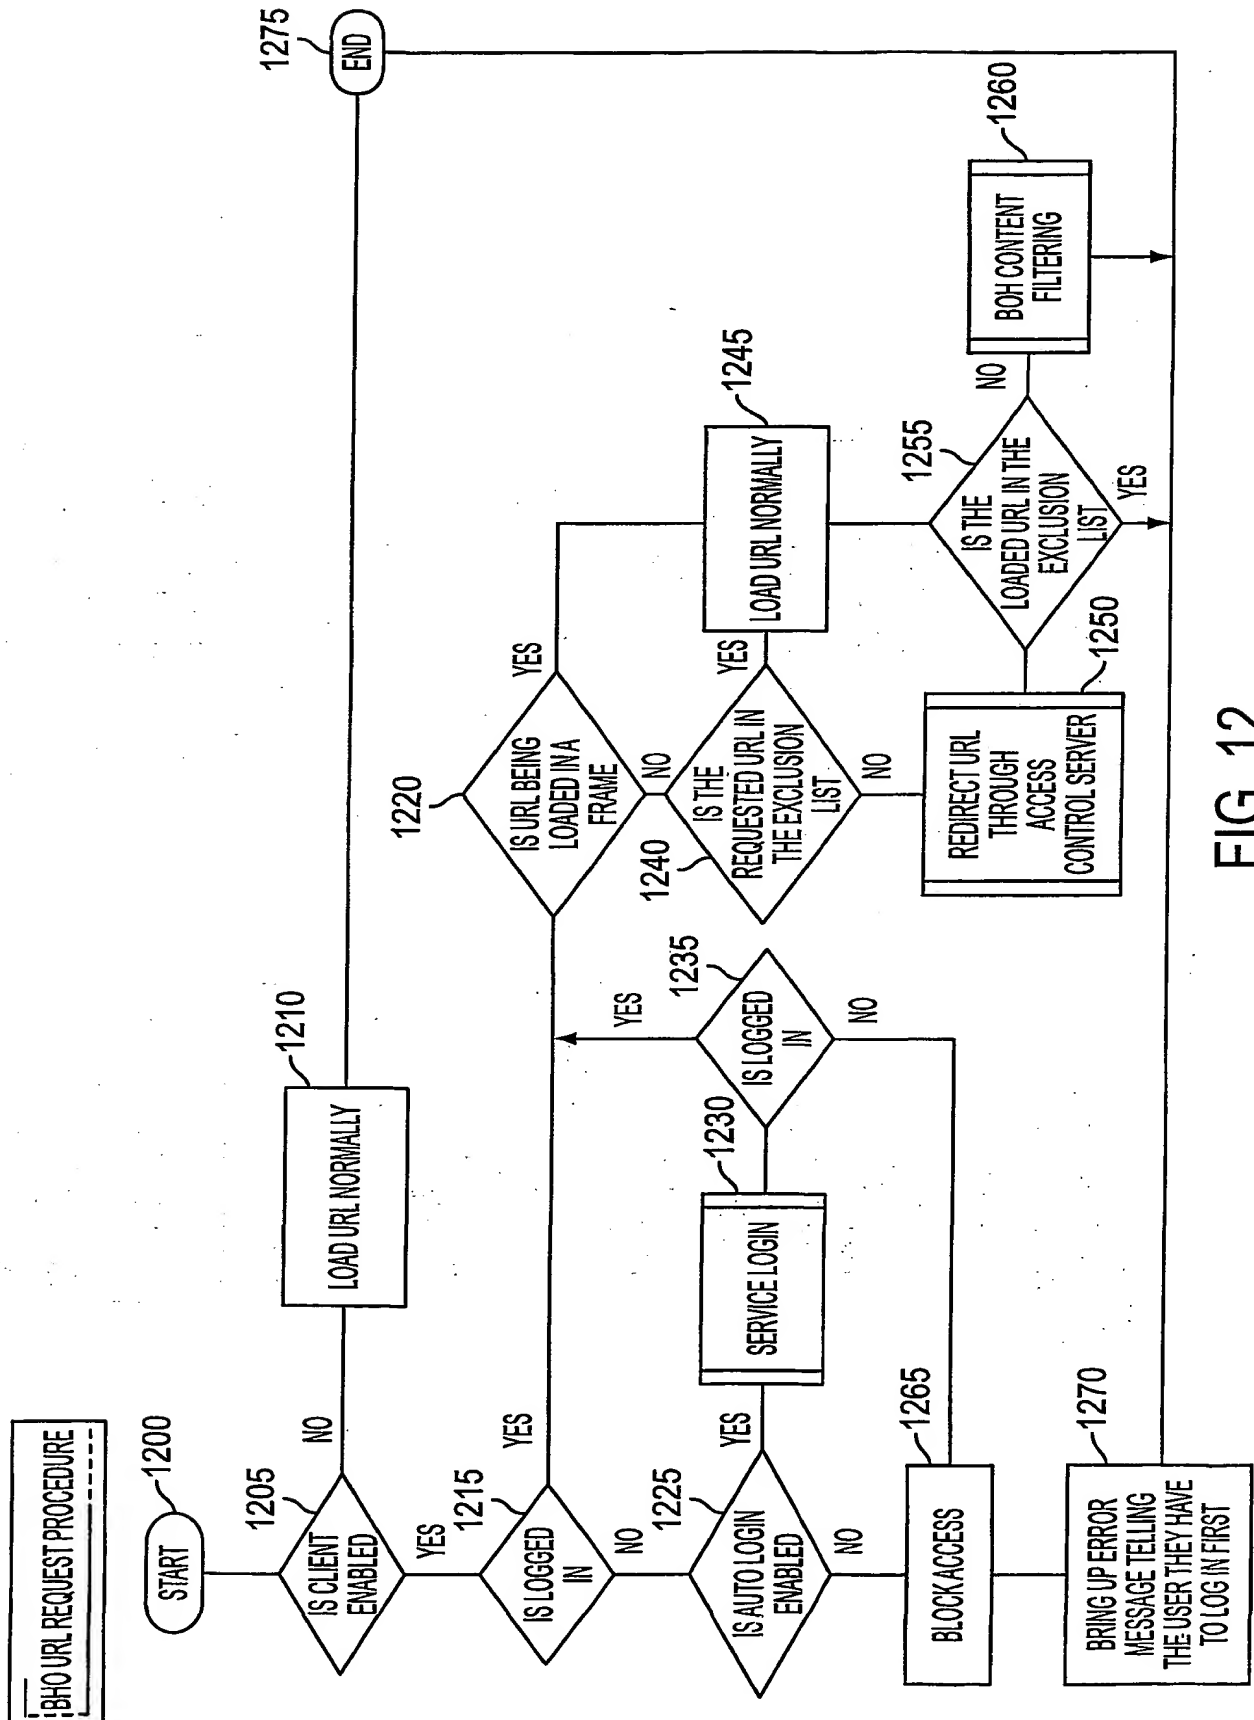 BHO URL REQUEST PROCEDURE
START
1200
IS CLIENT
ENABLED
1205
NO
YES
LOAD URL NORMALLY
1210
END
1275
IS LOGGED
IN
1215
YES
NO
IS URL BEING
LOADED IN A
FRAME
1220
YES
NO
IS AUTO LOGIN
ENABLED
1225
YES
NO
SERVICE LOGIN
1230
IS LOGGED
IN
1235
YES
NO
IS THE
REQUESTED URL IN
THE EXCLUSION
LIST
1240
YES
NO
LOAD URL NORMALLY
1245
REDIRECT URL
THROUGH
ACCESS
CONTROL SERVER
1250
IS THE
LOADED URL IN THE
EXCLUSION
LIST
1255
NO
YES
BOH CONTENT
FILTERING
1260
BLOCK ACCESS
1265
BRING UP ERROR
MESSAGE TELLING
THE USER THEY HAVE
TO LOG IN FIRST
1270
FIG. 12